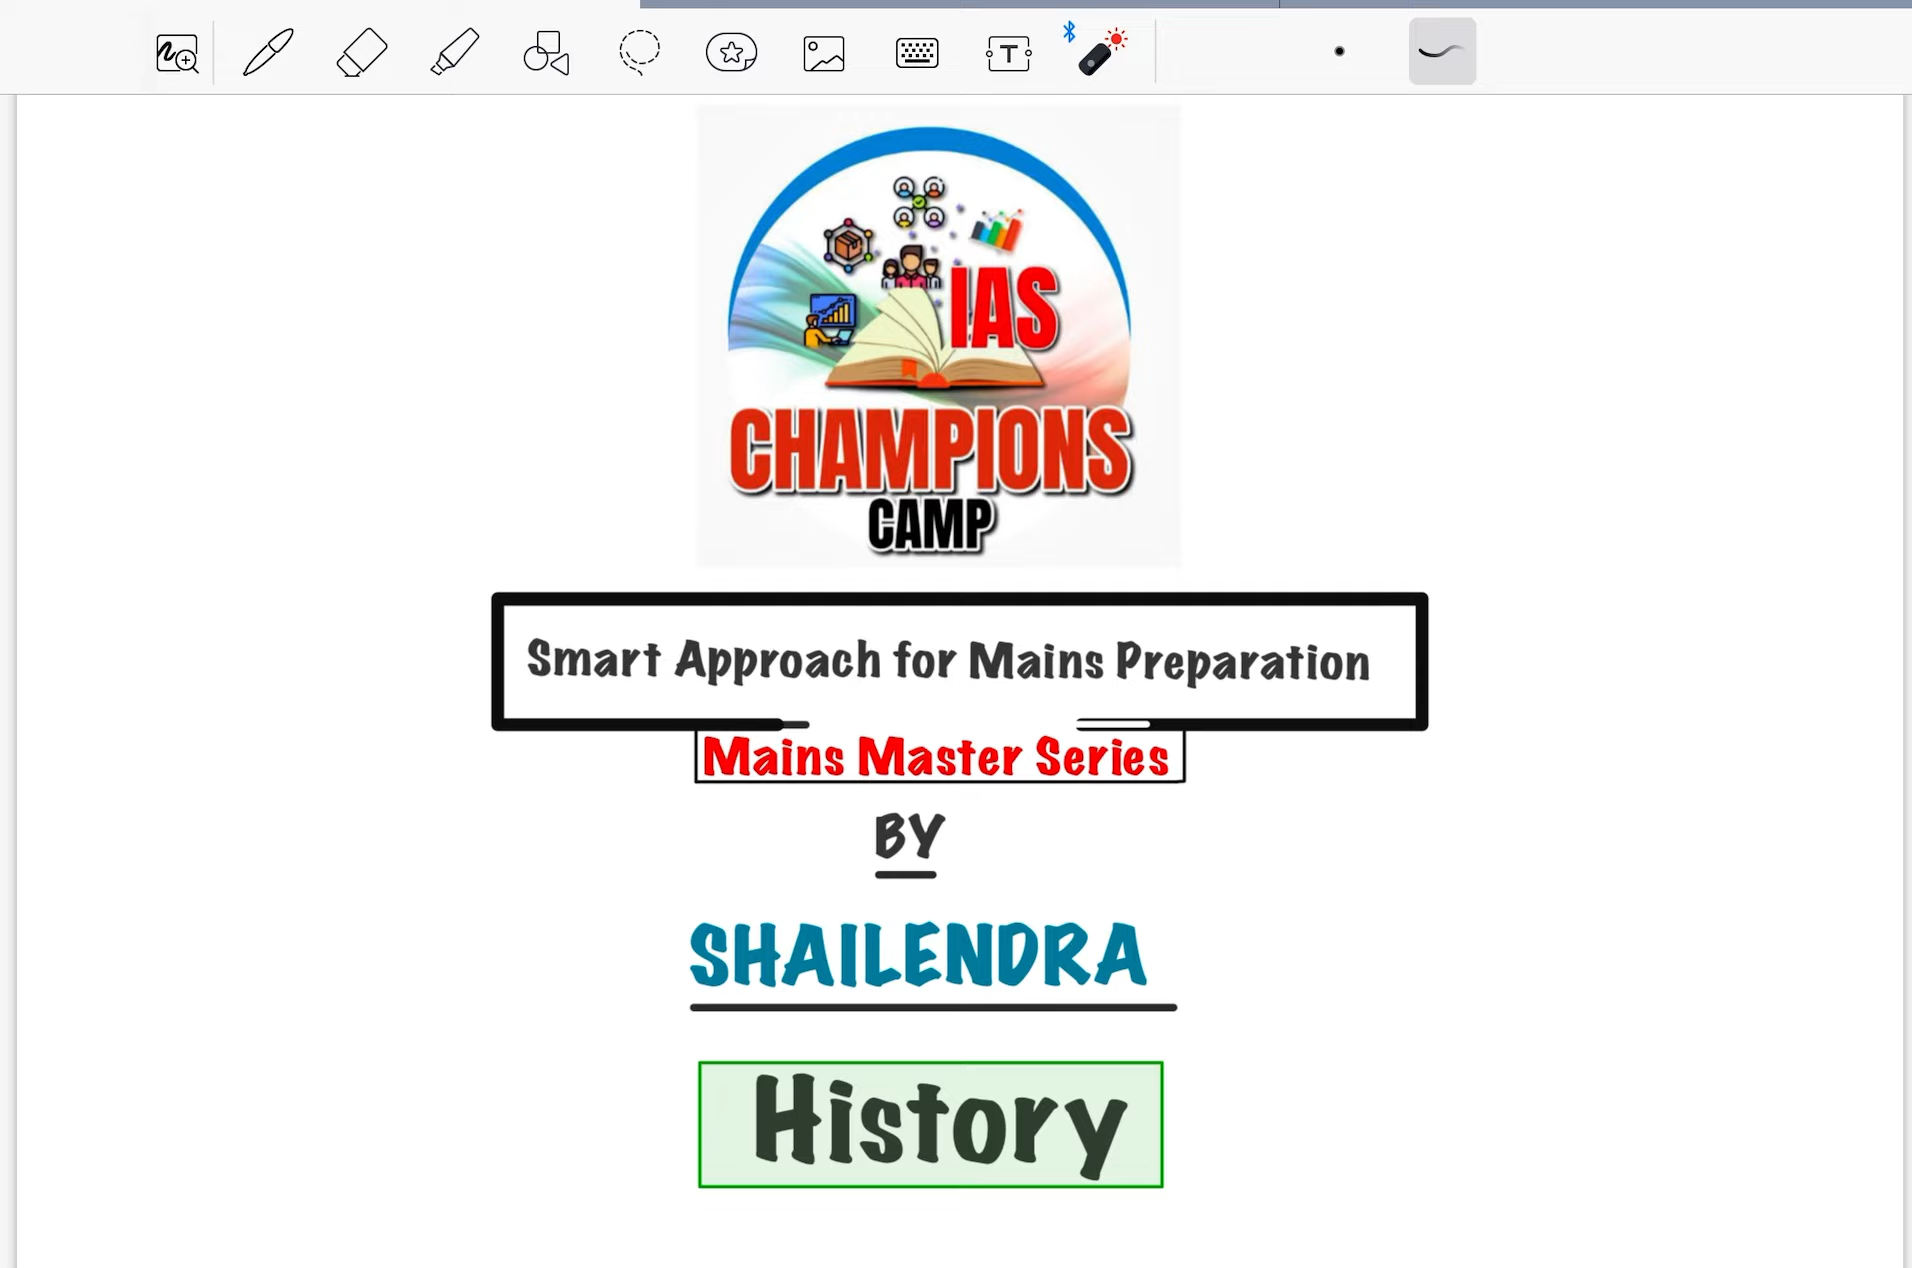 IAS
CHAMPIONS
CAMP
Smart Approach for Mains Preparation
Mains Master Series
BY
SHAILENDRA
History